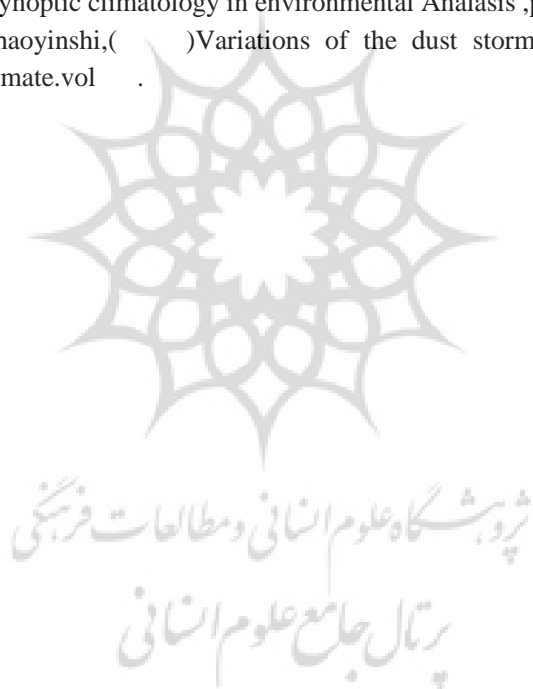 ynoptic climatology in environmental Analasis ,p
naoyinshi,( )Variations of the dust storm
mate.vol .
پژوهشگاه علوم انسانی و مطالعات فرهنگی
پرتال جامع علوم انسانی